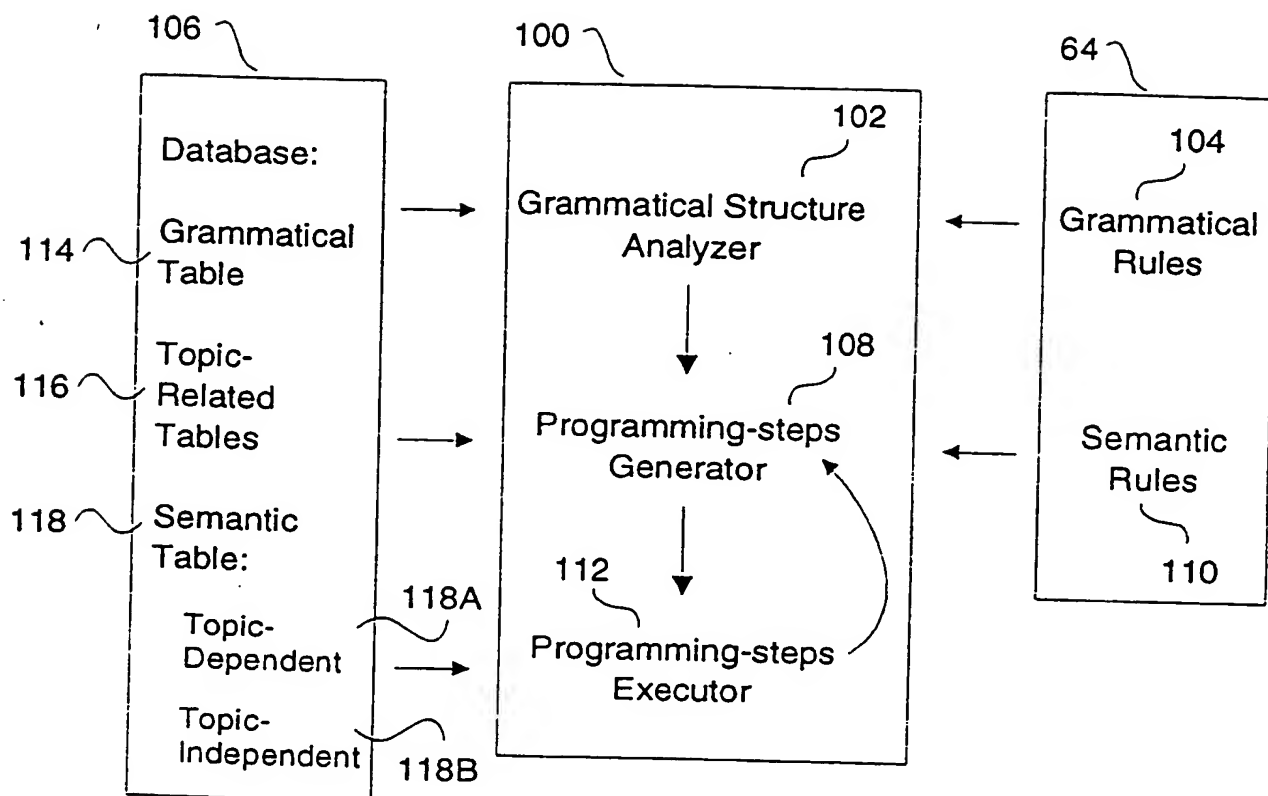 106
100
64
Database:
114
Grammatical
Table
116
Topic-
Related
Tables
118
Semantic
Table:
118A
Topic-
Dependent
Topic-
Independent
118B
102
Grammatical Structure
Analyzer
108
Programming-steps
Generator
112
Programming-steps
Executor
104
Grammatical
Rules
Semantic
Rules
110